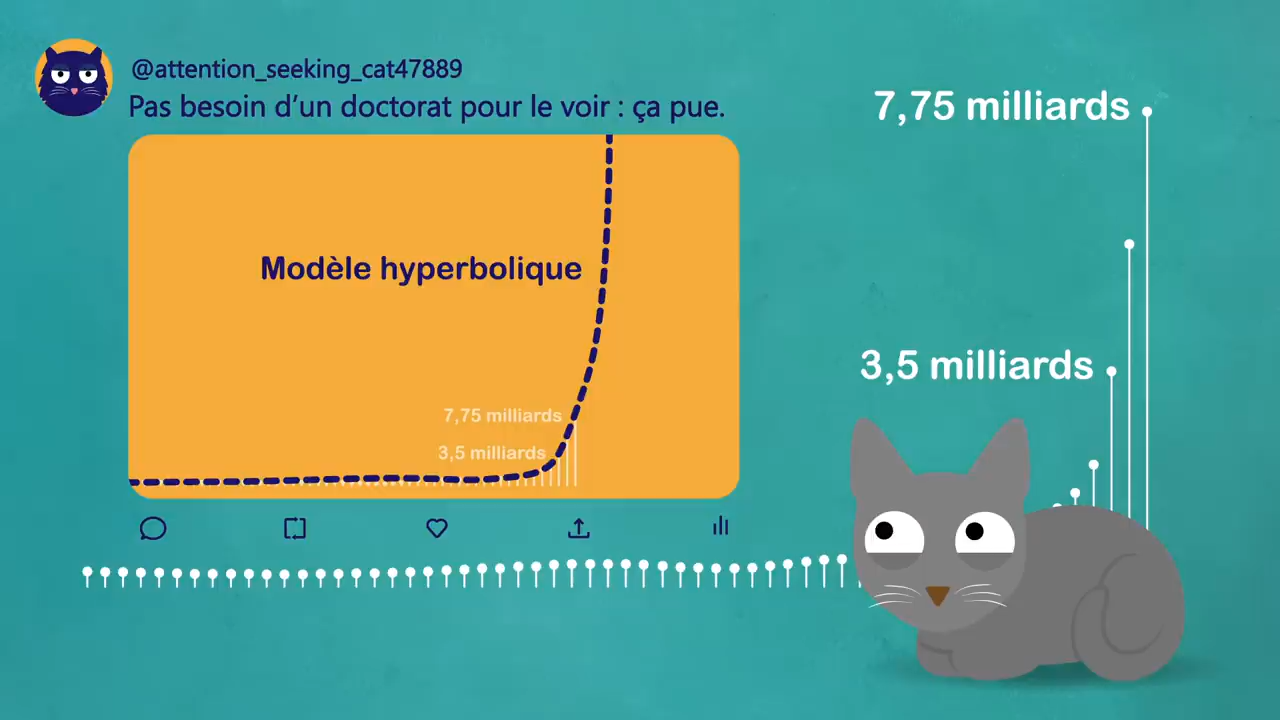 @attention_seeking_cat47889
Pas besoin d’un doctorat pour le voir : ça pue.
7,75 milliards
Modèle hyperbolique
3,5 milliards
7,75 milliards
3,5 milliards